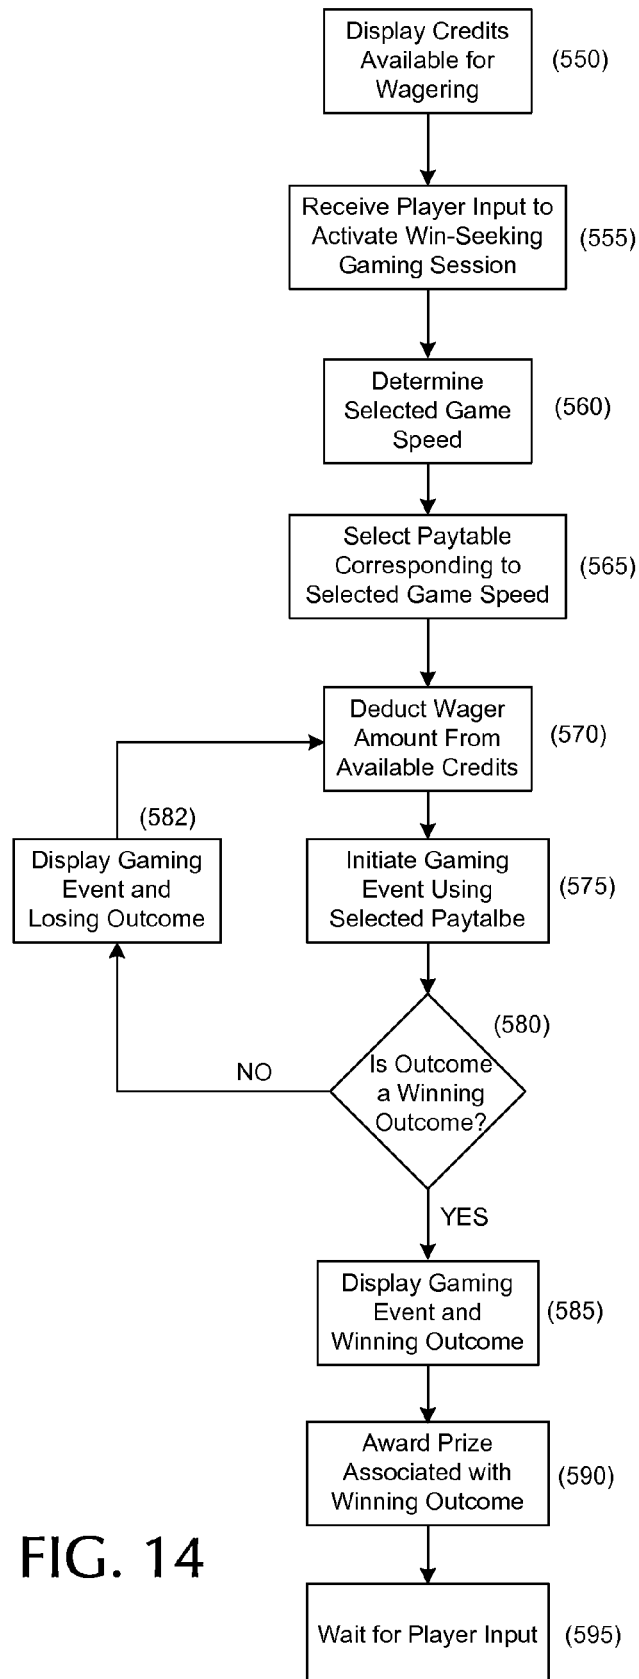 Display Credits
Available for
Wagering
(550)
Receive Player Input to
Activate Win-Seeking
Gaming Session
(555)
Determine
Selected Game
Speed
(560)
Select Paytable
Corresponding to
Selected Game Speed
(565)
Deduct Wager
Amount From
Available Credits
(570)
(582)
Display Gaming
Event and
Losing Outcome
Initiate Gaming
Event Using
Selected Paytalbe
(575)
(580)
Is Outcome
a Winning
Outcome?
NO
YES
Display Gaming
Event and
Winning Outcome
(585)
Award Prize
Associated with
Winning Outcome
(590)
FIG. 14
Wait for Player Input
(595)